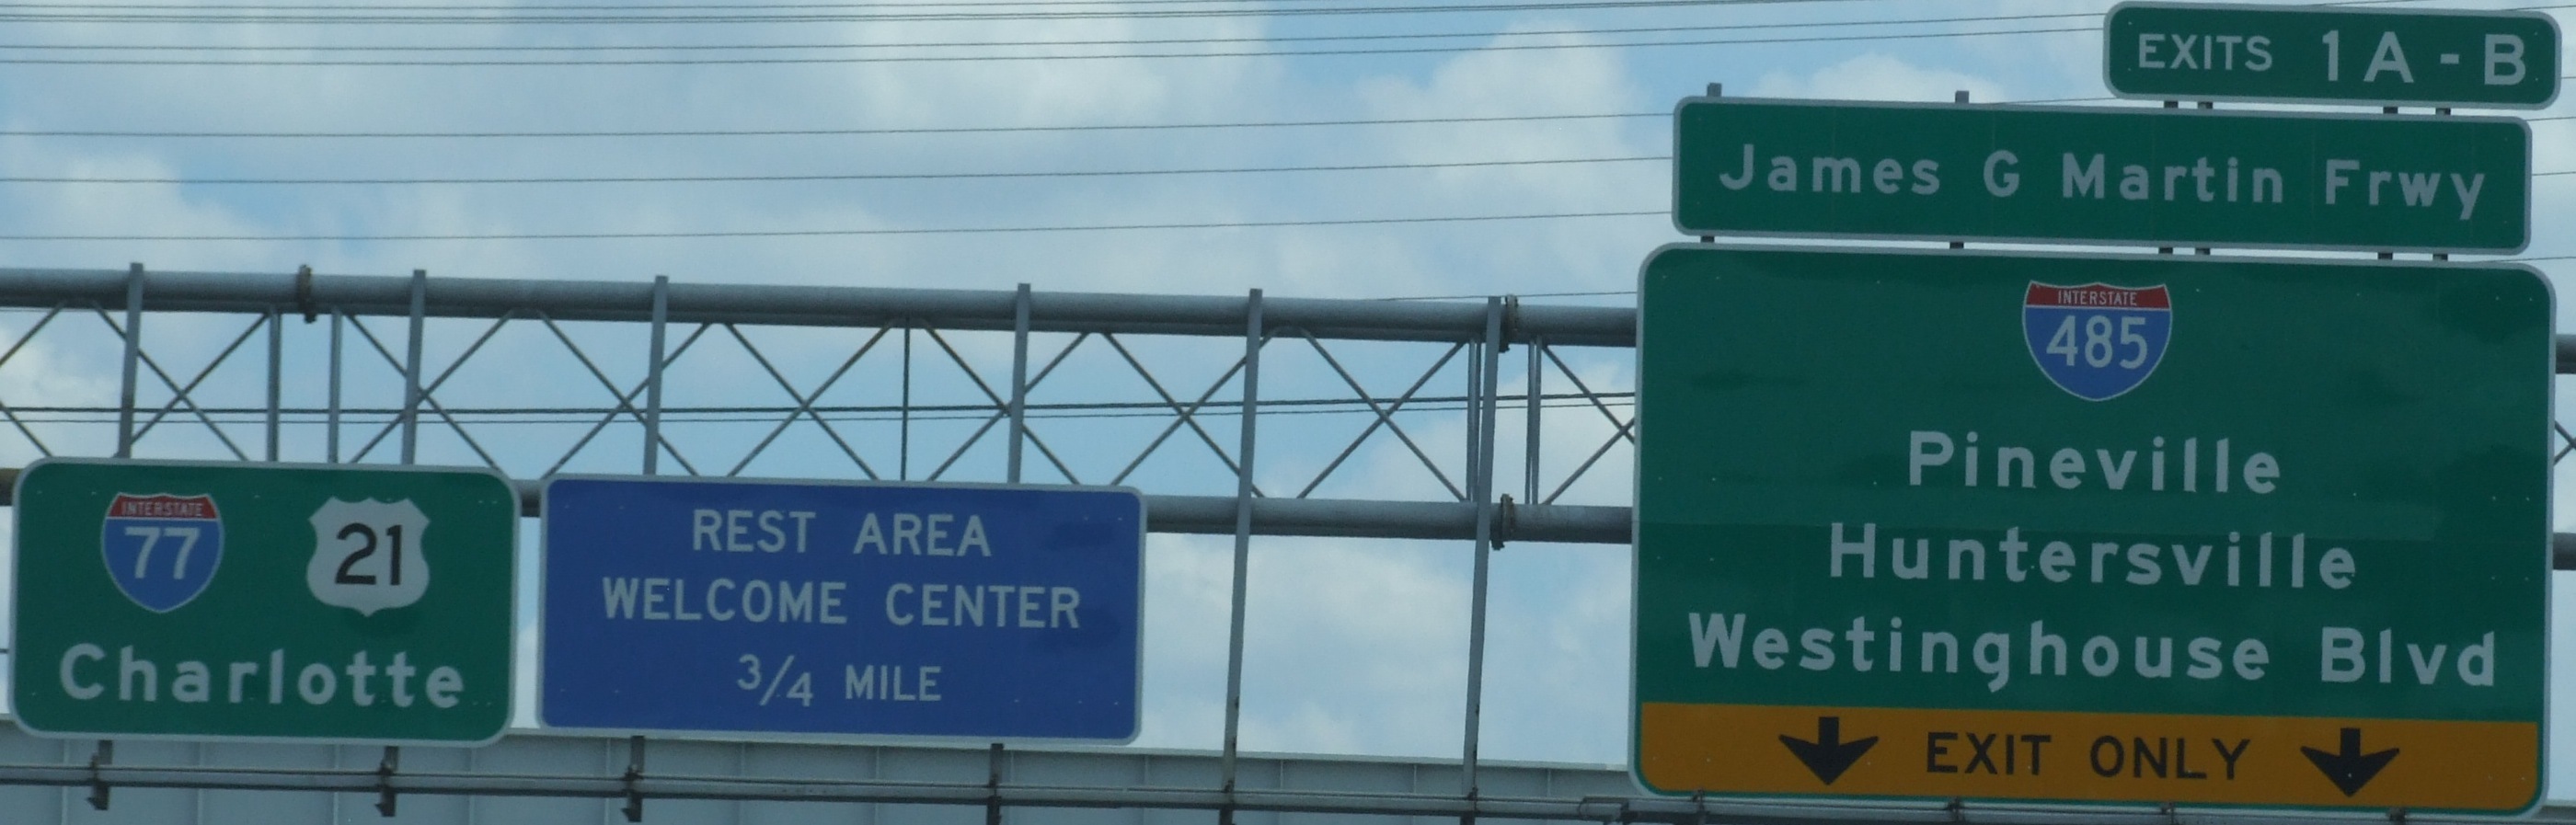 INTERSTATE
77
21
Charlotte
REST AREA
WELCOME CENTER
3/4 MILE
EXITS 1A-B
James G Martin Frwy
INTERSTATE
485
Pineville
Huntersville
Westinghouse Blvd
EXIT ONLY